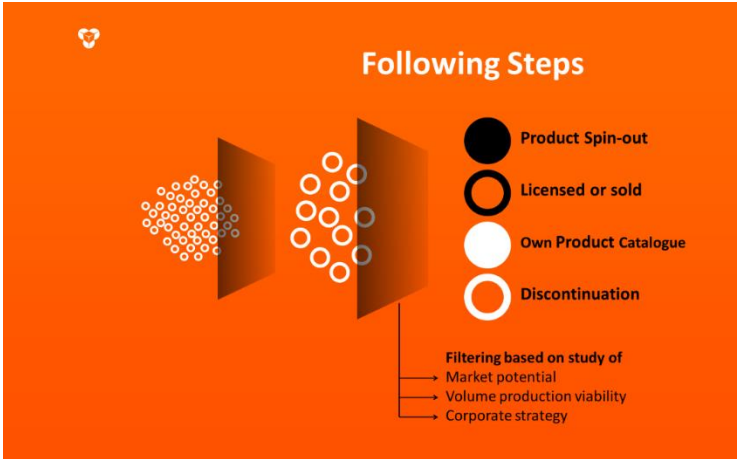 Following Steps
Product Spin-out
Licensed or sold
Own Product Catalogue
Discontinuation
Filtering based on study of
Market potential
Volume production viability
Corporate strategy